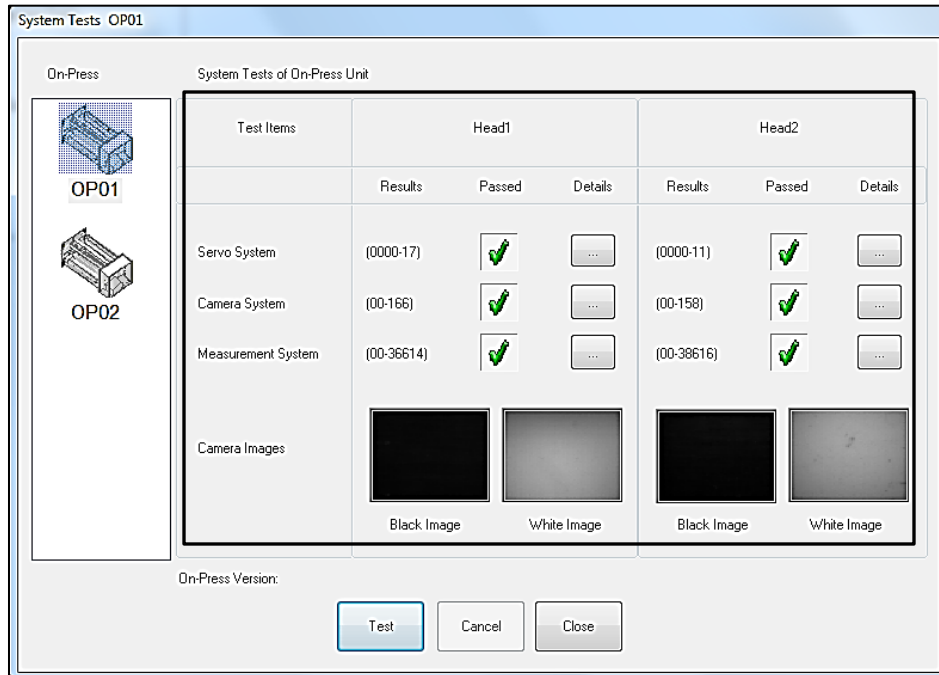 System Tests OP01
On-Press
System Tests of On-Press Unit
OP01
OP02
Test Items Head1 Head2
Results Passed Details Results Passed Details
Servo System (0000-17) ... (0000-11) ...
Camera System (00-166) ... (00-158) ...
Measurement System (00-36614) ... (00-38616) ...
Camera Images
Black Image White Image Black Image White Image
On-Press Version:
Test Cancel Close